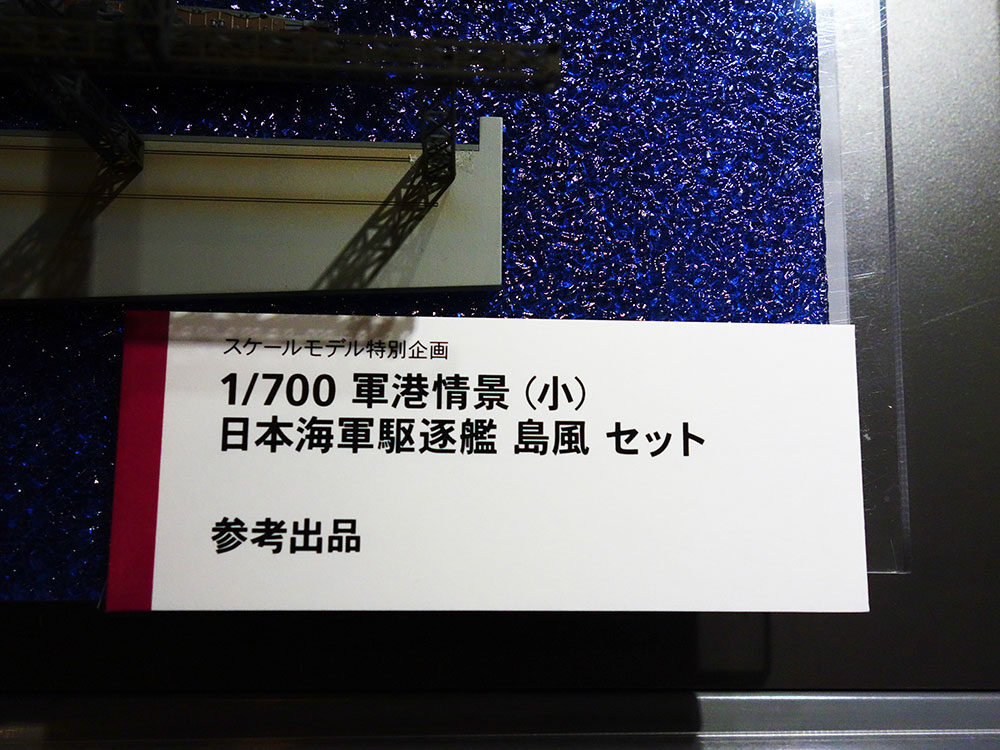 スケールモデル特別企画
1/700 軍港情景（小）
日本海軍駆逐艦 島風 セット
参考出品